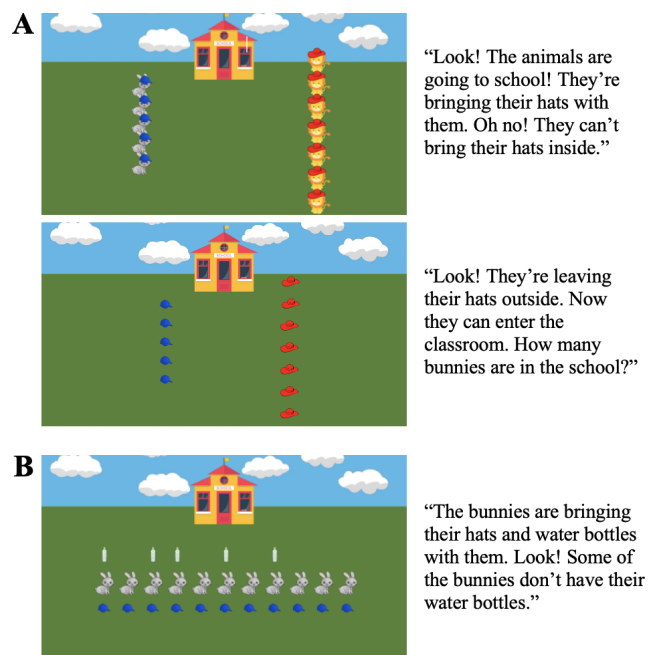 A
“Look! The animals are
going to school! They’re
bringing their hats with
them. Oh no! They can’t
bring their hats inside.”
SCHOOL
“Look! They’re leaving
their hats outside. Now
they can enter the
classroom. How many
bunnies are in the school?”
SCHOOL
B
“The bunnies are bringing
their hats and water bottles
with them. Look! Some of
the bunnies don’t have their
water bottles.”
SCHOOL